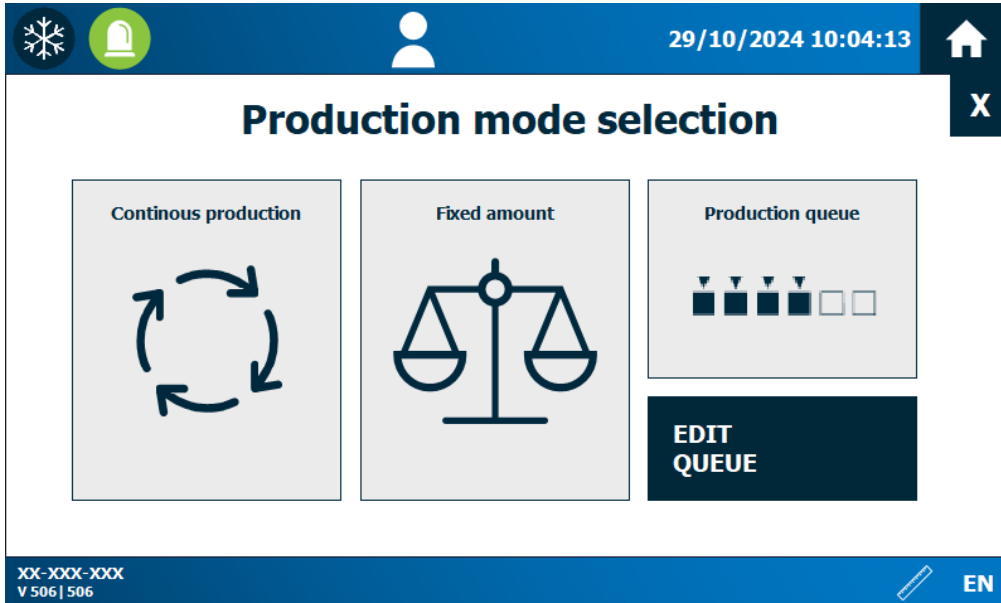 29/10/2024 10:04:13
X
Production mode selection
Continous production
Fixed amount
Production queue
EDIT
QUEUE
XX-XXX-XXX
V 506 | 506
EN